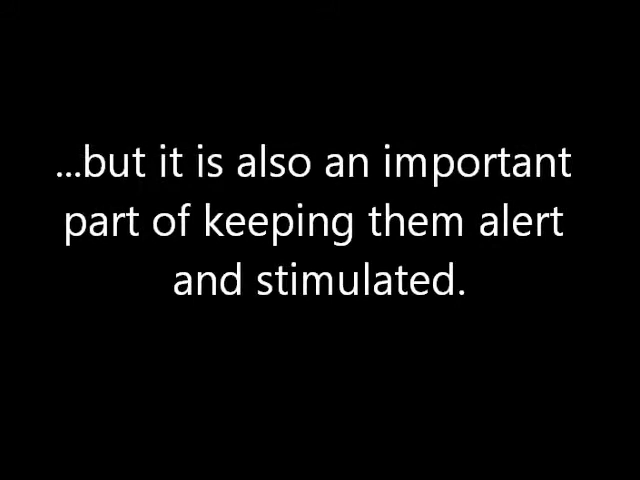 ...but it is also an important
part of keeping them alert
and stimulated.